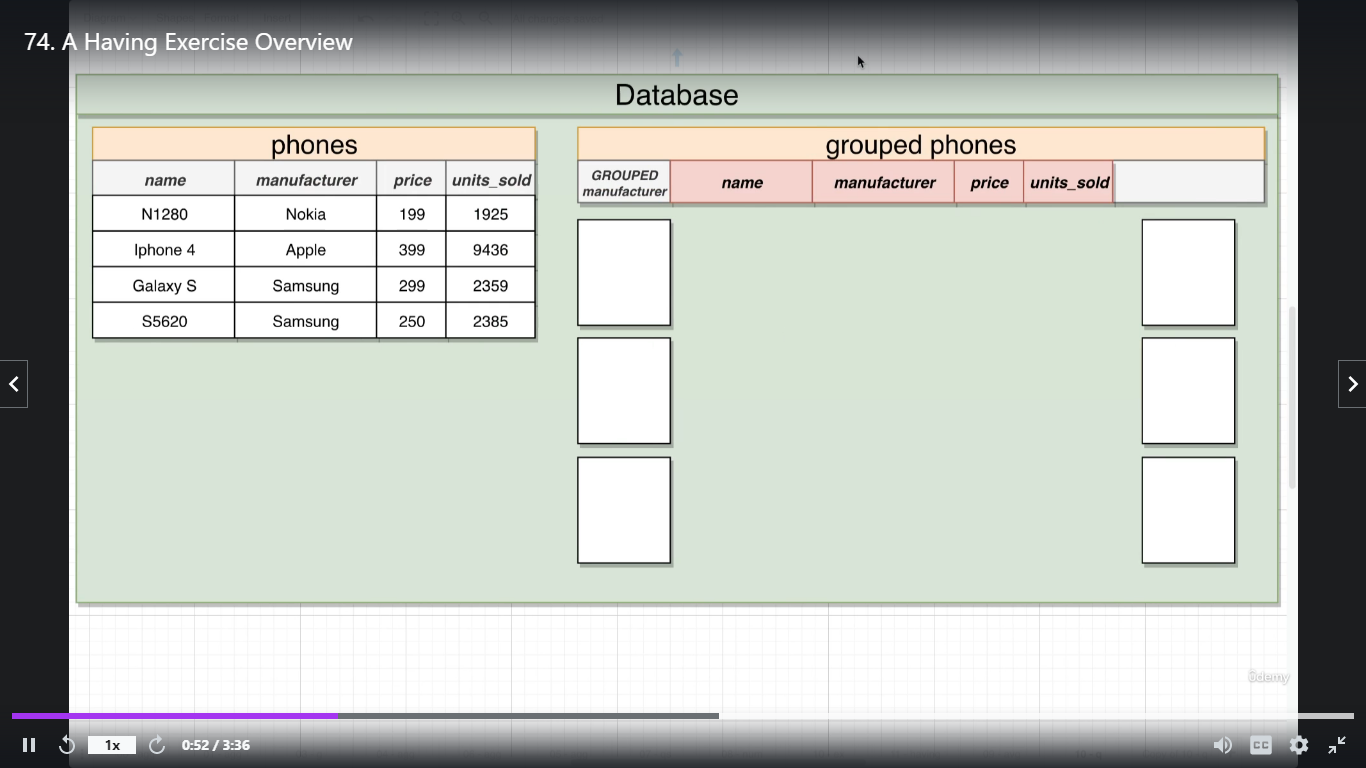 74. A Having Exercise Overview
Database
phones
name manufacturer price units_sold
N1280 Nokia 199 1925
Iphone 4 Apple 399 9436
Galaxy S Samsung 299 2359
S5620 Samsung 250 2385
grouped phones
GROUPED
manufacturer name manufacturer price units_sold
ûdemy
1x 0:52 / 3:36 CC